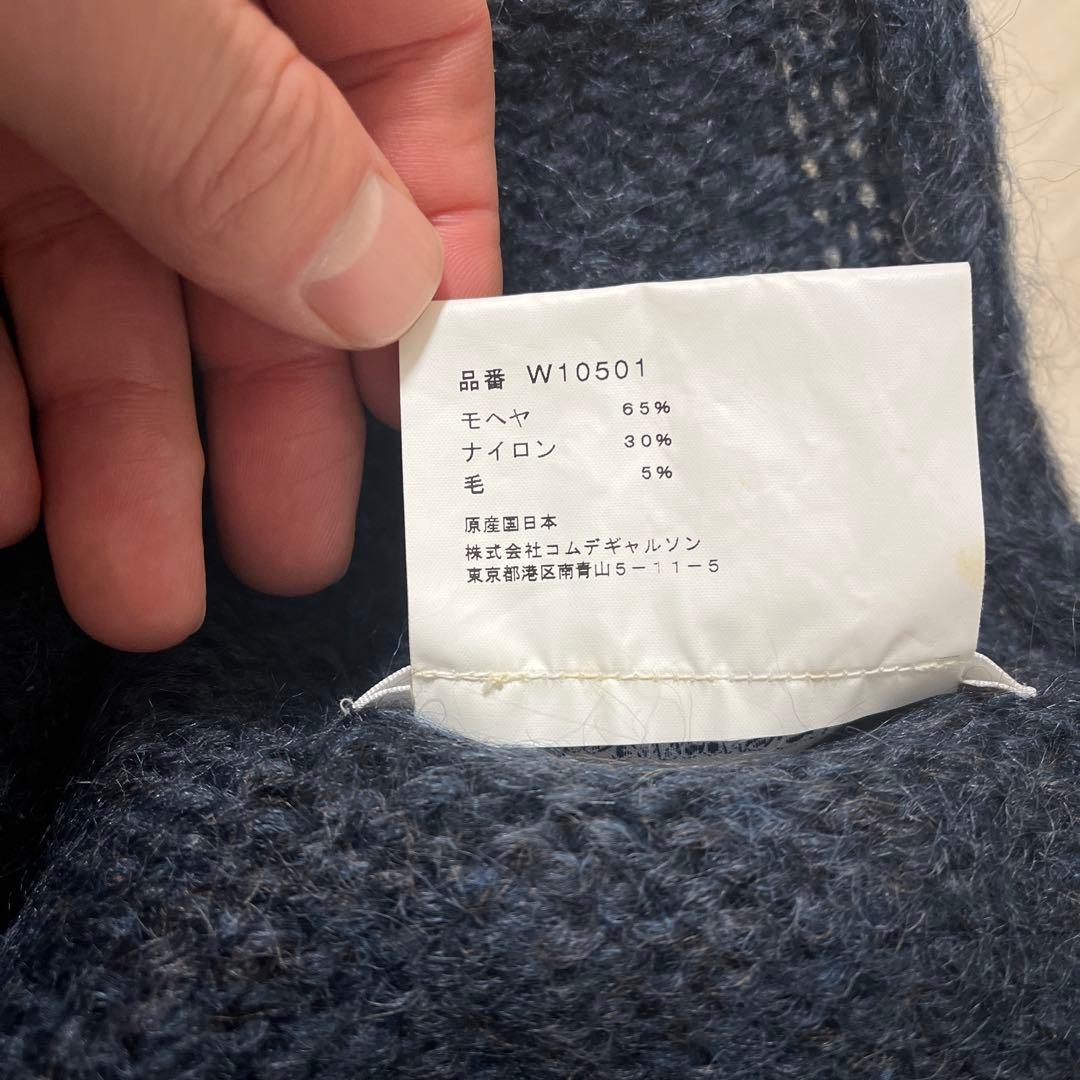 品番 W10501
モヘヤ 65%
ナイロン 30%
毛 5%
原産国日本
株式会社コムデギャルソン
東京都港区南青山5－11－5